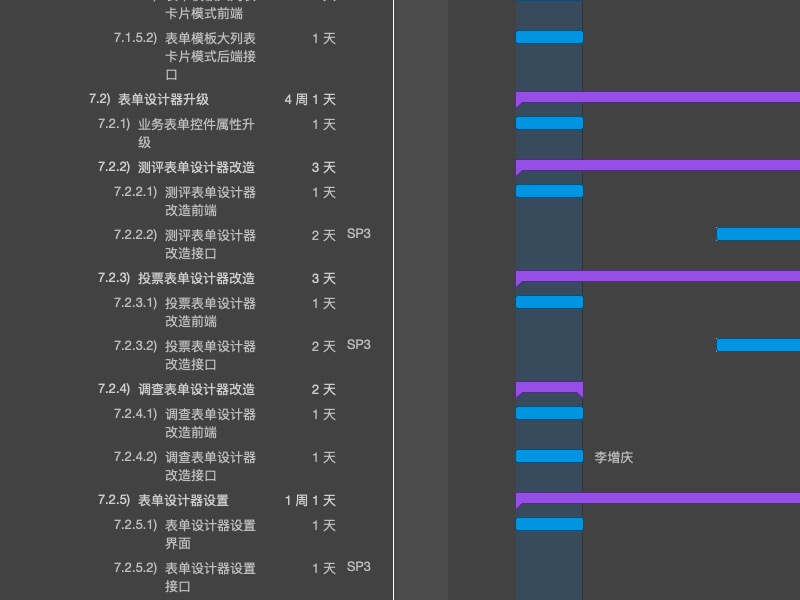 卡片模式前端
7.1.5.2) 表单模板大列表 1 天
卡片模式后端接
口
7.2) 表单设计器升级 4 周 1 天
7.2.1) 业务表单控件属性升 1 天
级
7.2.2) 测评表单设计器改造 3 天
7.2.2.1) 测评表单设计器 1 天
改造前端
7.2.2.2) 测评表单设计器 2 天 SP3
改造接口
7.2.3) 投票表单设计器改造 3 天
7.2.3.1) 投票表单设计器 1 天
改造前端
7.2.3.2) 投票表单设计器 2 天 SP3
改造接口
7.2.4) 调查表单设计器改造 2 天
7.2.4.1) 调查表单设计器 1 天
改造前端
7.2.4.2) 调查表单设计器 1 天 李增庆
改造接口
7.2.5) 表单设计器设置 1 周 1 天
7.2.5.1) 表单设计器设置 1 天
界面
7.2.5.2) 表单设计器设置 1 天 SP3
接口